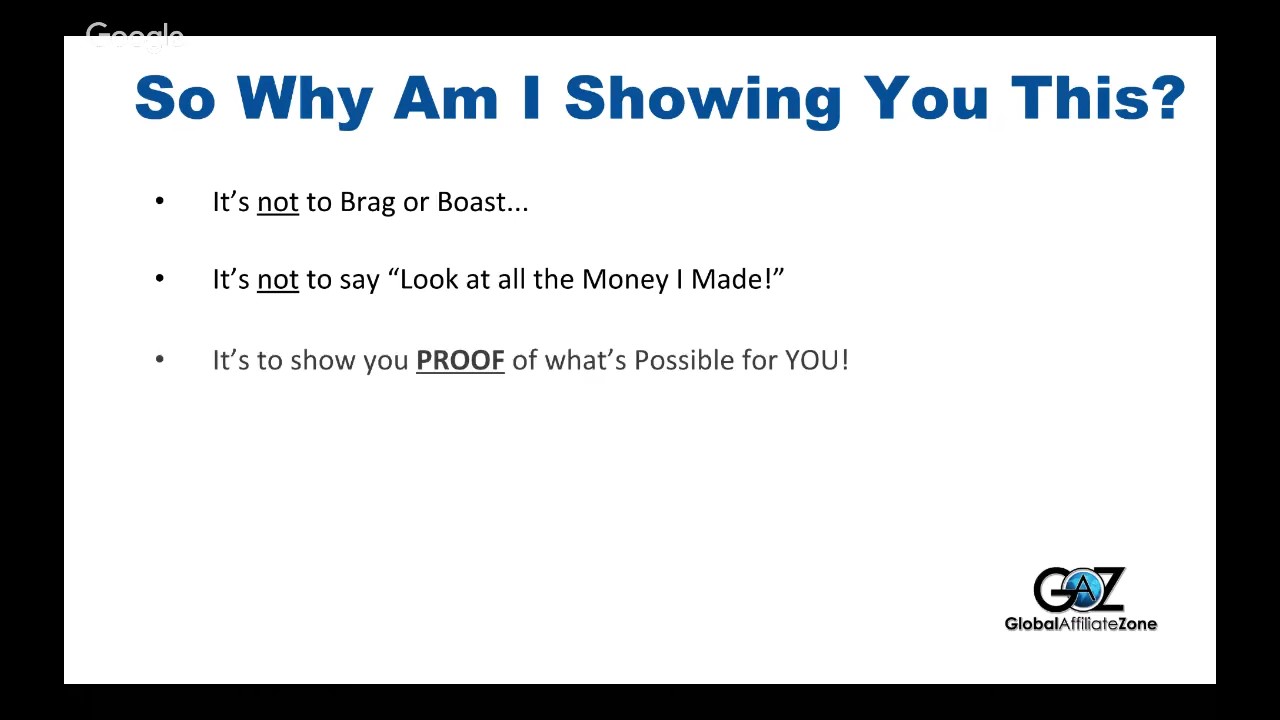 Google
So Why Am I Showing You This?
• It’s not to Brag or Boast...
• It’s not to say “Look at all the Money I Made!”
• It’s to show you PROOF of what’s Possible for YOU!
GAZ
GlobalAffiliateZone